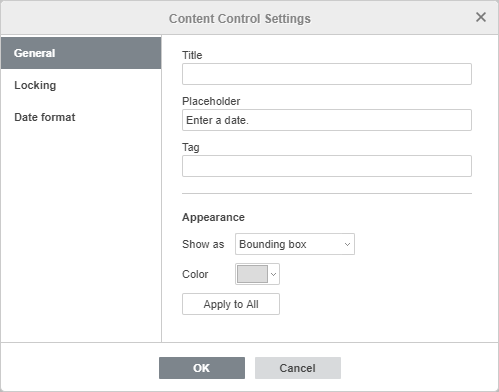 Content Control Settings
General
Locking
Date format
Title
Placeholder
Enter a date.
Tag
Appearance
Show as Bounding box
Color
Apply to All
OK Cancel